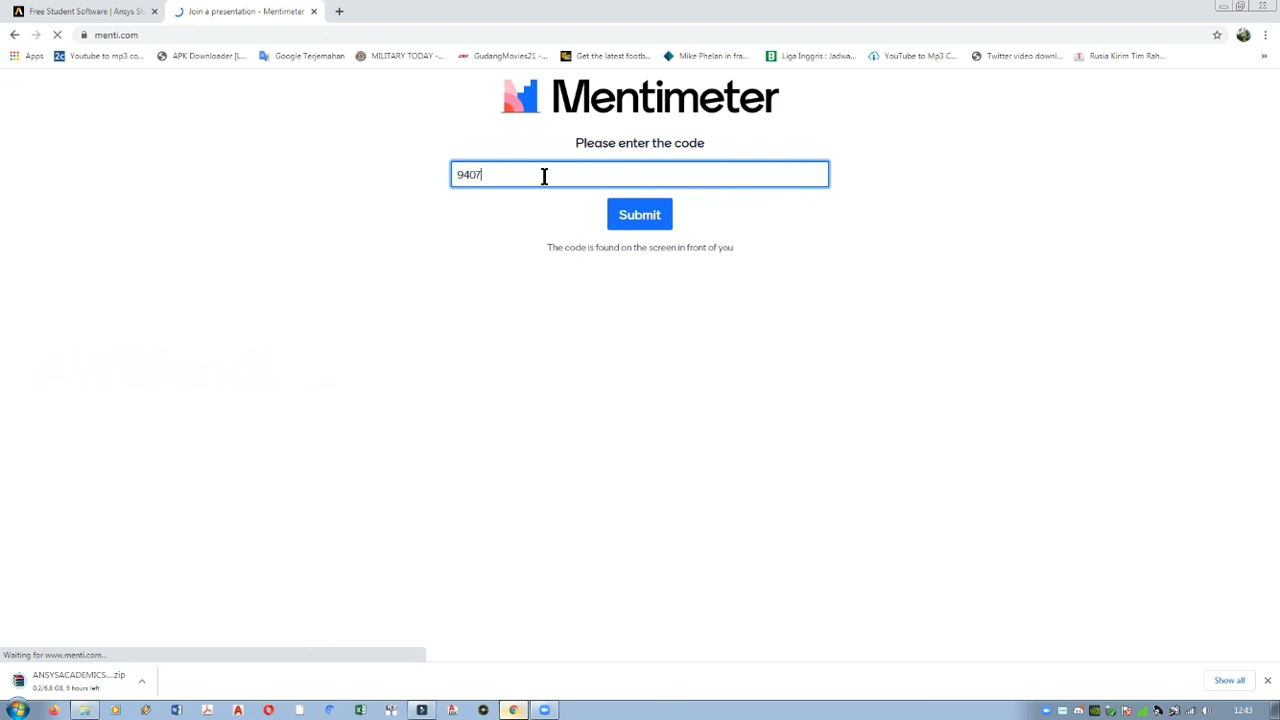 Free Student Software | Ansys St
Join a presentation - Mentimeter
menti.com
Apps
Youtube to mp3 co...
APK Downloader [L...
Google Terjemahan
MILITARY TODAY -...
GudangMovies21 -...
Get the latest footb...
Mike Phelan in fra...
Liga Inggris : Jadwa...
YouTube to Mp3 C...
Twitter video downl...
Rusia Kirim Tim Rah...
Mentimeter
Please enter the code
9407
Submit
The code is found on the screen in front of you
Waiting for www.menti.com...
ANSYSACADEMICS....zip
0.2/6.8 GB, 9 hours left
Show all
12:43